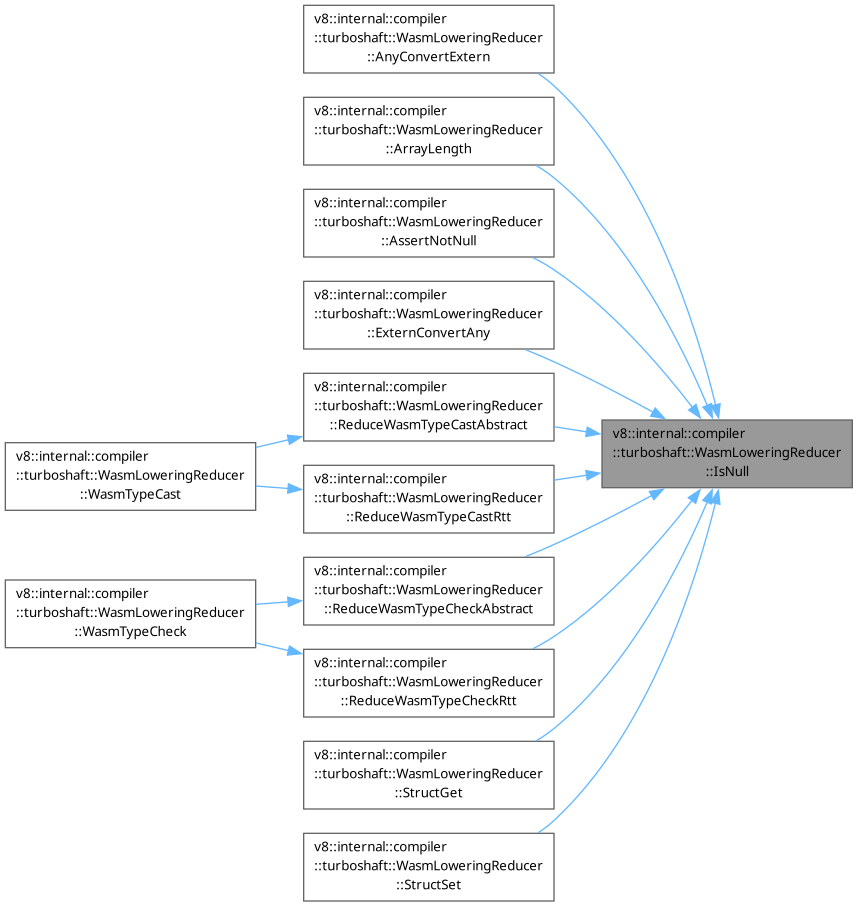 v8::internal::compiler
::turboshaft::WasmLoweringReducer
::AnyConvertExtern
v8::internal::compiler
::turboshaft::WasmLoweringReducer
::ArrayLength
v8::internal::compiler
::turboshaft::WasmLoweringReducer
::AssertNotNull
v8::internal::compiler
::turboshaft::WasmLoweringReducer
::ExternConvertAny
v8::internal::compiler
::turboshaft::WasmLoweringReducer
::ReduceWasmTypeCastAbstract
v8::internal::compiler
::turboshaft::WasmLoweringReducer
::IsNull
v8::internal::compiler
::turboshaft::WasmLoweringReducer
::WasmTypeCast
v8::internal::compiler
::turboshaft::WasmLoweringReducer
::ReduceWasmTypeCastRtt
v8::internal::compiler
::turboshaft::WasmLoweringReducer
::ReduceWasmTypeCheckAbstract
v8::internal::compiler
::turboshaft::WasmLoweringReducer
::WasmTypeCheck
v8::internal::compiler
::turboshaft::WasmLoweringReducer
::ReduceWasmTypeCheckRtt
v8::internal::compiler
::turboshaft::WasmLoweringReducer
::StructGet
v8::internal::compiler
::turboshaft::WasmLoweringReducer
::StructSet